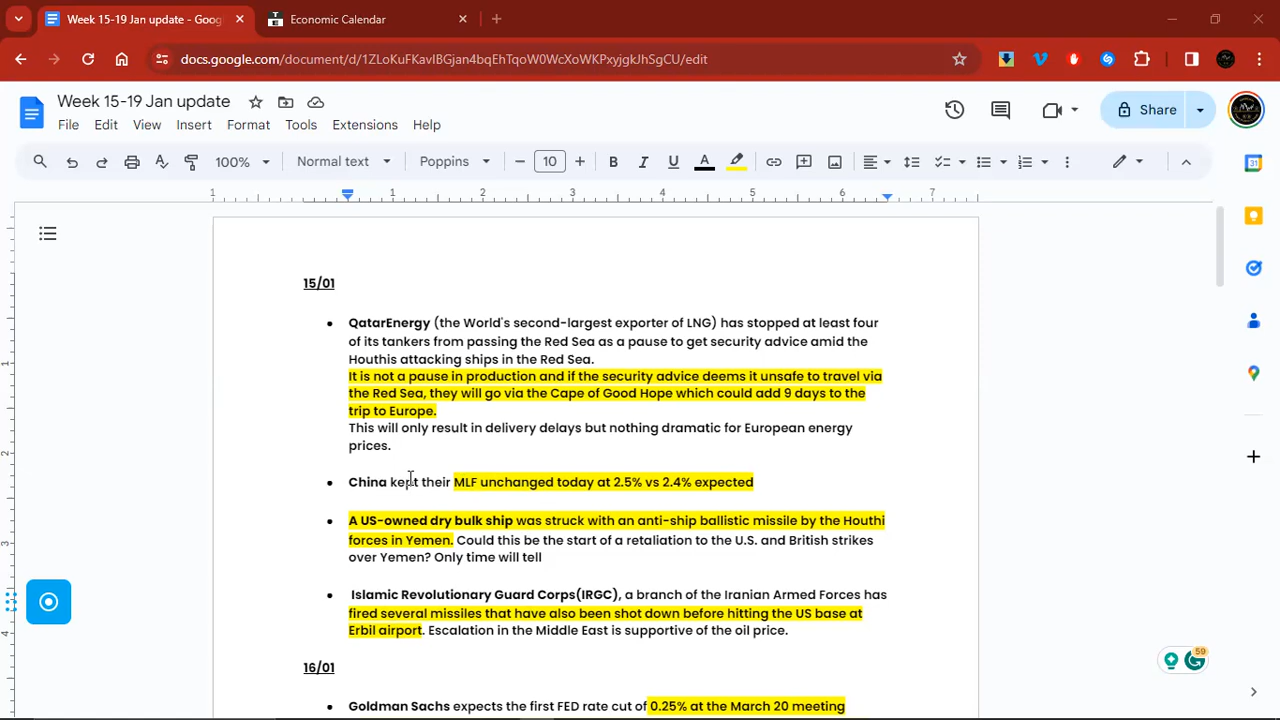 Week 15-19 Jan update - Goog
Economic Calendar
docs.google.com/document/d/1ZLoKuFKavIBGjan4bqEhTqoW0WcXoWKPxyjgkJhSgCU/edit
Week 15-19 Jan update
File Edit View Insert Format Tools Extensions Help
Share
100% Normal text Poppins 10 B I U A
1 1 2 3 4 5 6 7
15/01
QatarEnergy (the World's second-largest exporter of LNG) has stopped at least four
of its tankers from passing the Red Sea as a pause to get security advice amid the
Houthis attacking ships in the Red Sea.
It is not a pause in production and if the security advice deems it unsafe to travel via
the Red Sea, they will go via the Cape of Good Hope which could add 9 days to the
trip to Europe.
This will only result in delivery delays but nothing dramatic for European energy
prices.
China kept their MLF unchanged today at 2.5% vs 2.4% expected
A US-owned dry bulk ship was struck with an anti-ship ballistic missile by the Houthi
forces in Yemen. Could this be the start of a retaliation to the U.S. and British strikes
over Yemen? Only time will tell
Islamic Revolutionary Guard Corps(IRGC), a branch of the Iranian Armed Forces has
fired several missiles that have also been shot down before hitting the US base at
Erbil airport. Escalation in the Middle East is supportive of the oil price.
16/01
Goldman Sachs expects the first FED rate cut of 0.25% at the March 20 meeting
59